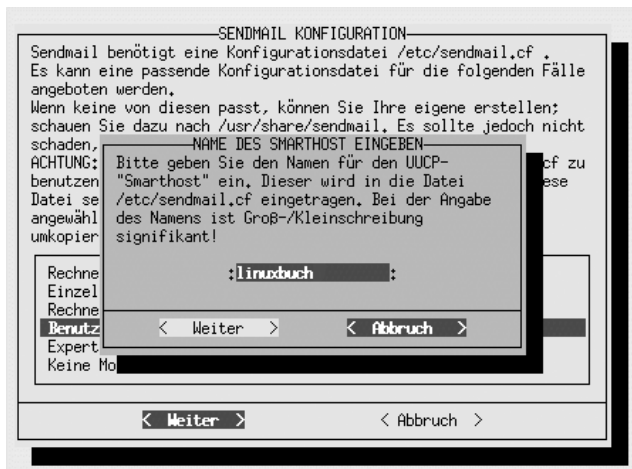 SENDMAIL KONFIGURATION
Sendmail benötigt eine Konfigurationsdatei /etc/sendmail.cf .
Es kann eine passende Konfigurationsdatei für die folgenden Fälle
angeboten werden.
Wenn keine von diesen passt, können Sie Ihre eigene erstellen;
schauen Sie dazu nach /usr/share/sendmail. Es sollte jedoch nicht
schaden,
NAME DES SMARTHOST EINGEBEN
ACHTUNG: cf zu
benutzen ese
Datei se
angewähl
umkopier
Bitte geben Sie den Namen für den UUCP-
"Smarthost" ein. Dieser wird in die Datei
/etc/sendmail.cf eingetragen. Bei der Angabe
des Namens ist Groß-/Kleinschreibung
signifikant!
:linuxbuch :
< Weiter > < Abbruch >
Rechne
Einzel
Rechne
Benutz
Expert
Keine Mo
< Weiter > < Abbruch >